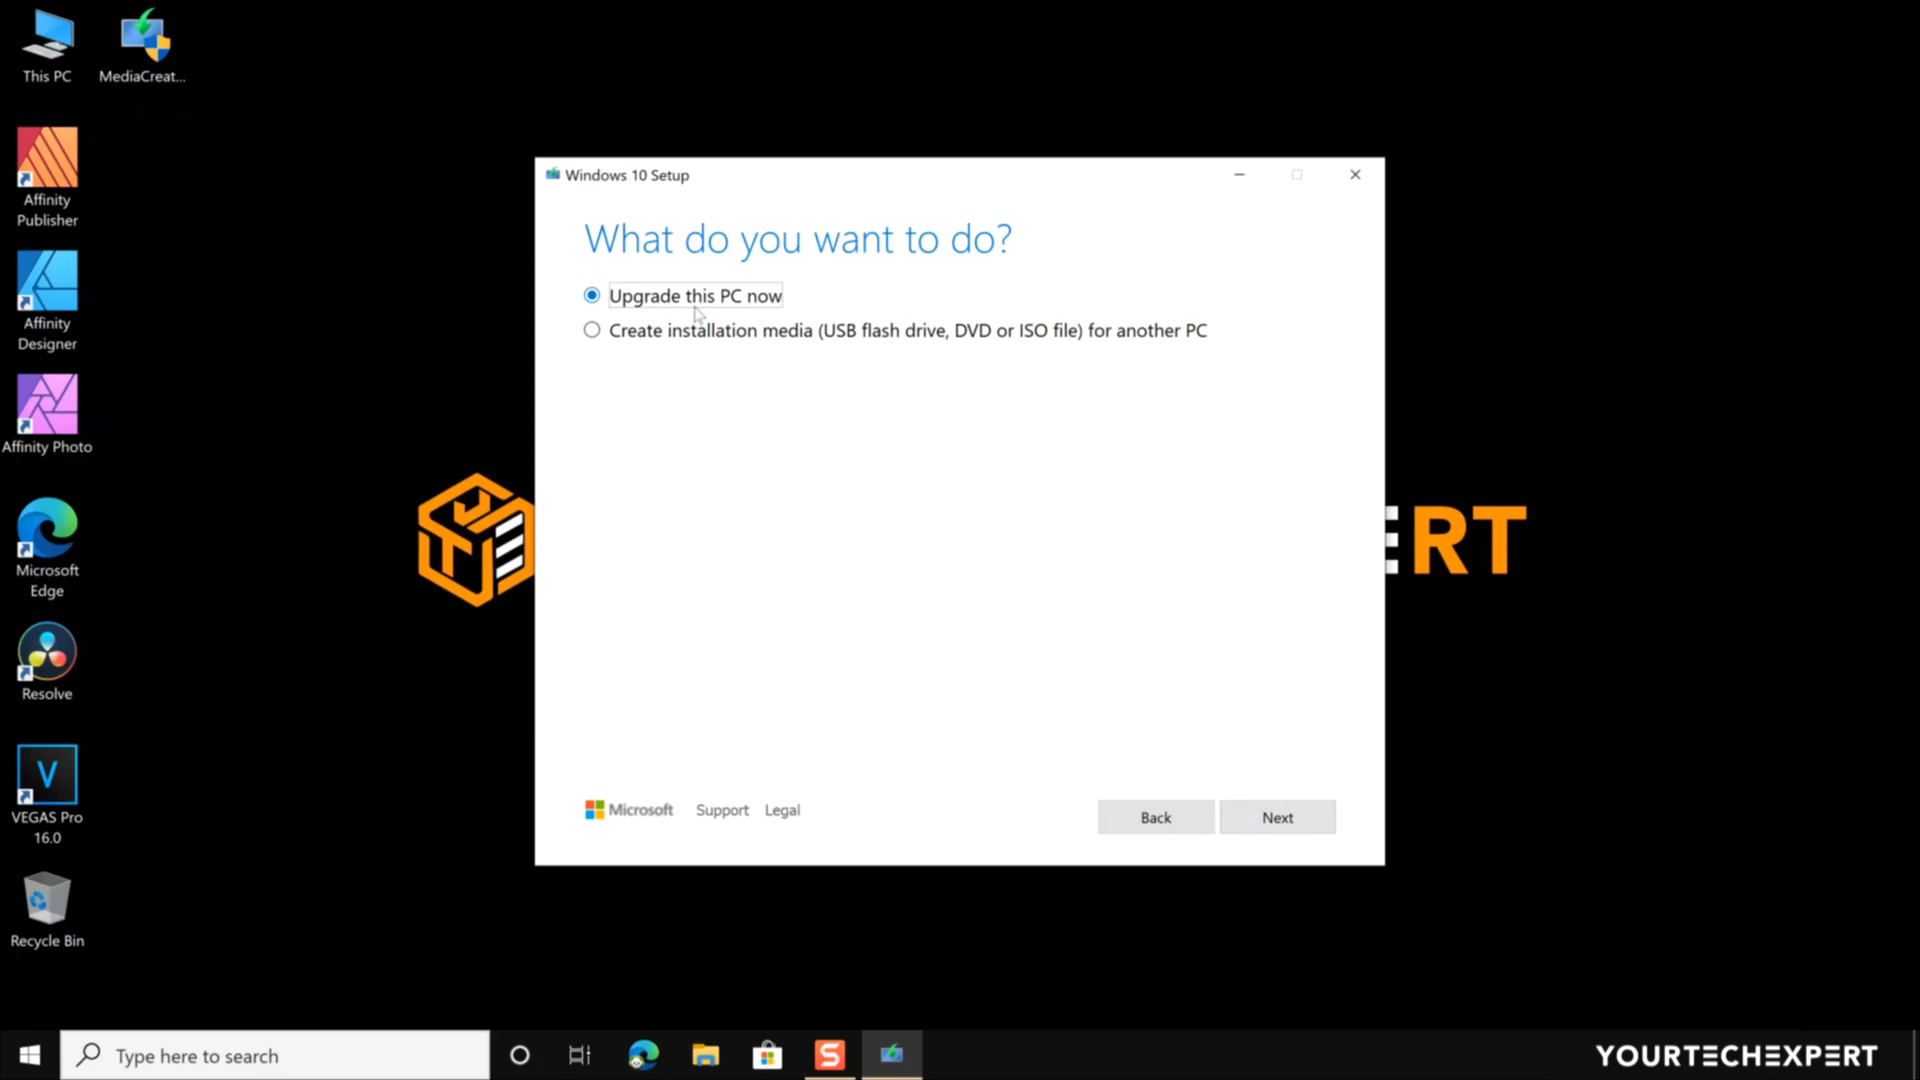 This PC
MediaCreat...
Affinity
Publisher
Affinity
Designer
Affinity Photo
Microsoft
Edge
Resolve
V
VEGAS Pro
16.0
Recycle Bin
Windows 10 Setup
What do you want to do?
Upgrade this PC now
Create installation media (USB flash drive, DVD or ISO file) for another PC
Microsoft Support Legal
Back Next
ERT
Type here to search
S
YOURTECHEXPERT